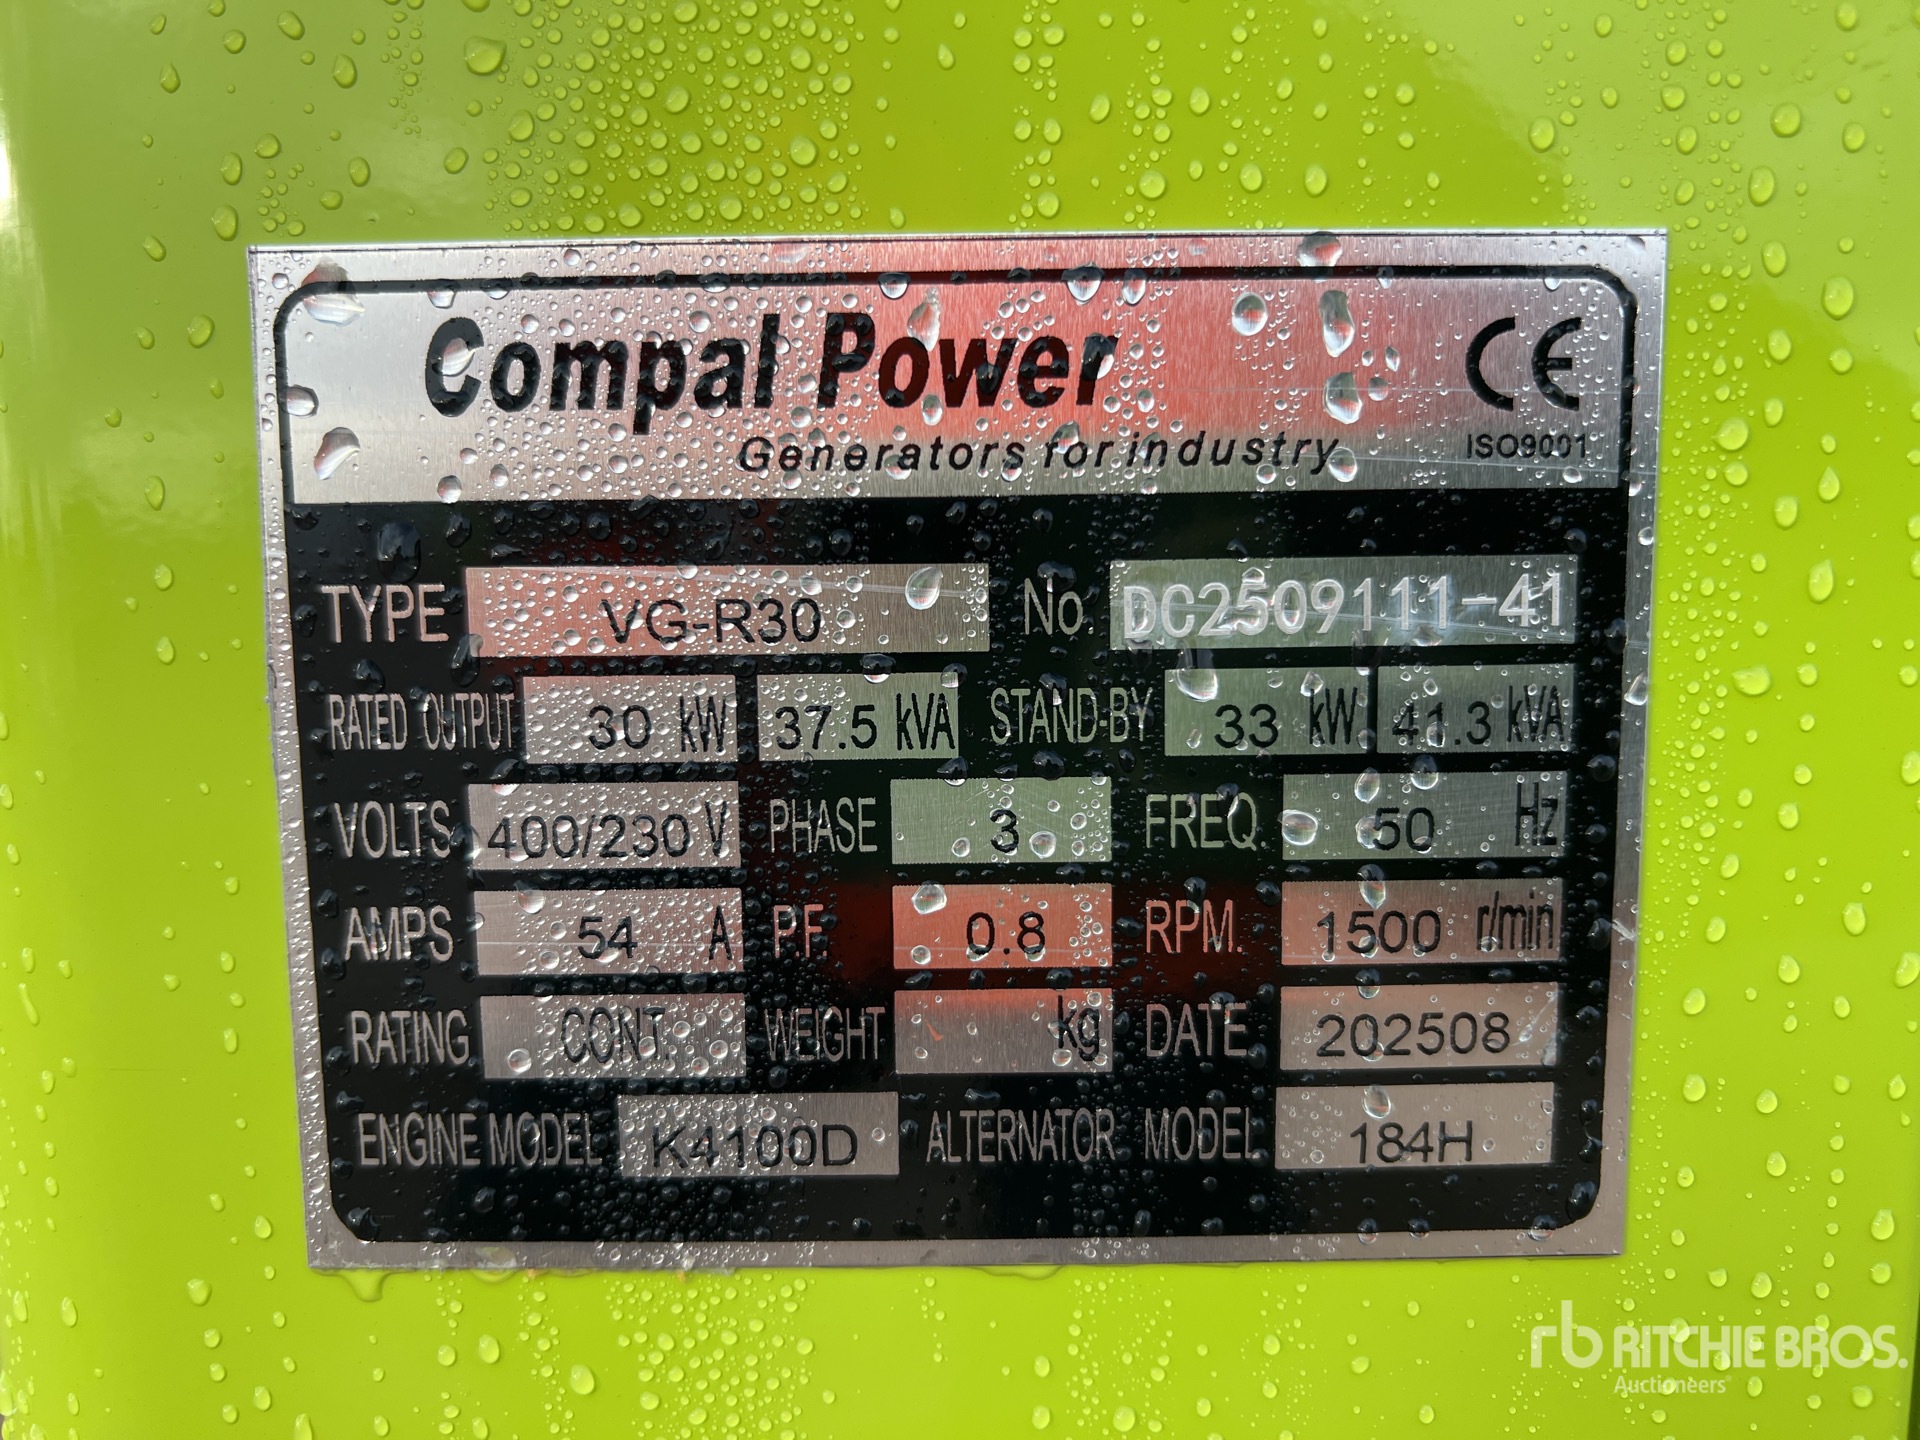 Compal Power
CE
Generators for industry
ISO9001
TYPE VG-R30 No. DC2509111-41
RATED OUTPUT 30 kW 37.5 kVA STAND-BY 33 kW 41.3 kVA
VOLTS 400/230 V PHASE 3 FREQ. 50 Hz
AMPS 54 A P.F. 0.8 RPM. 1500 r/min
RATING CONT. WEIGHT kg DATE 202508
ENGINE MODEL K4100D ALTERNATOR MODEL 184H
rb RITCHIE BROS.
Auctioneers